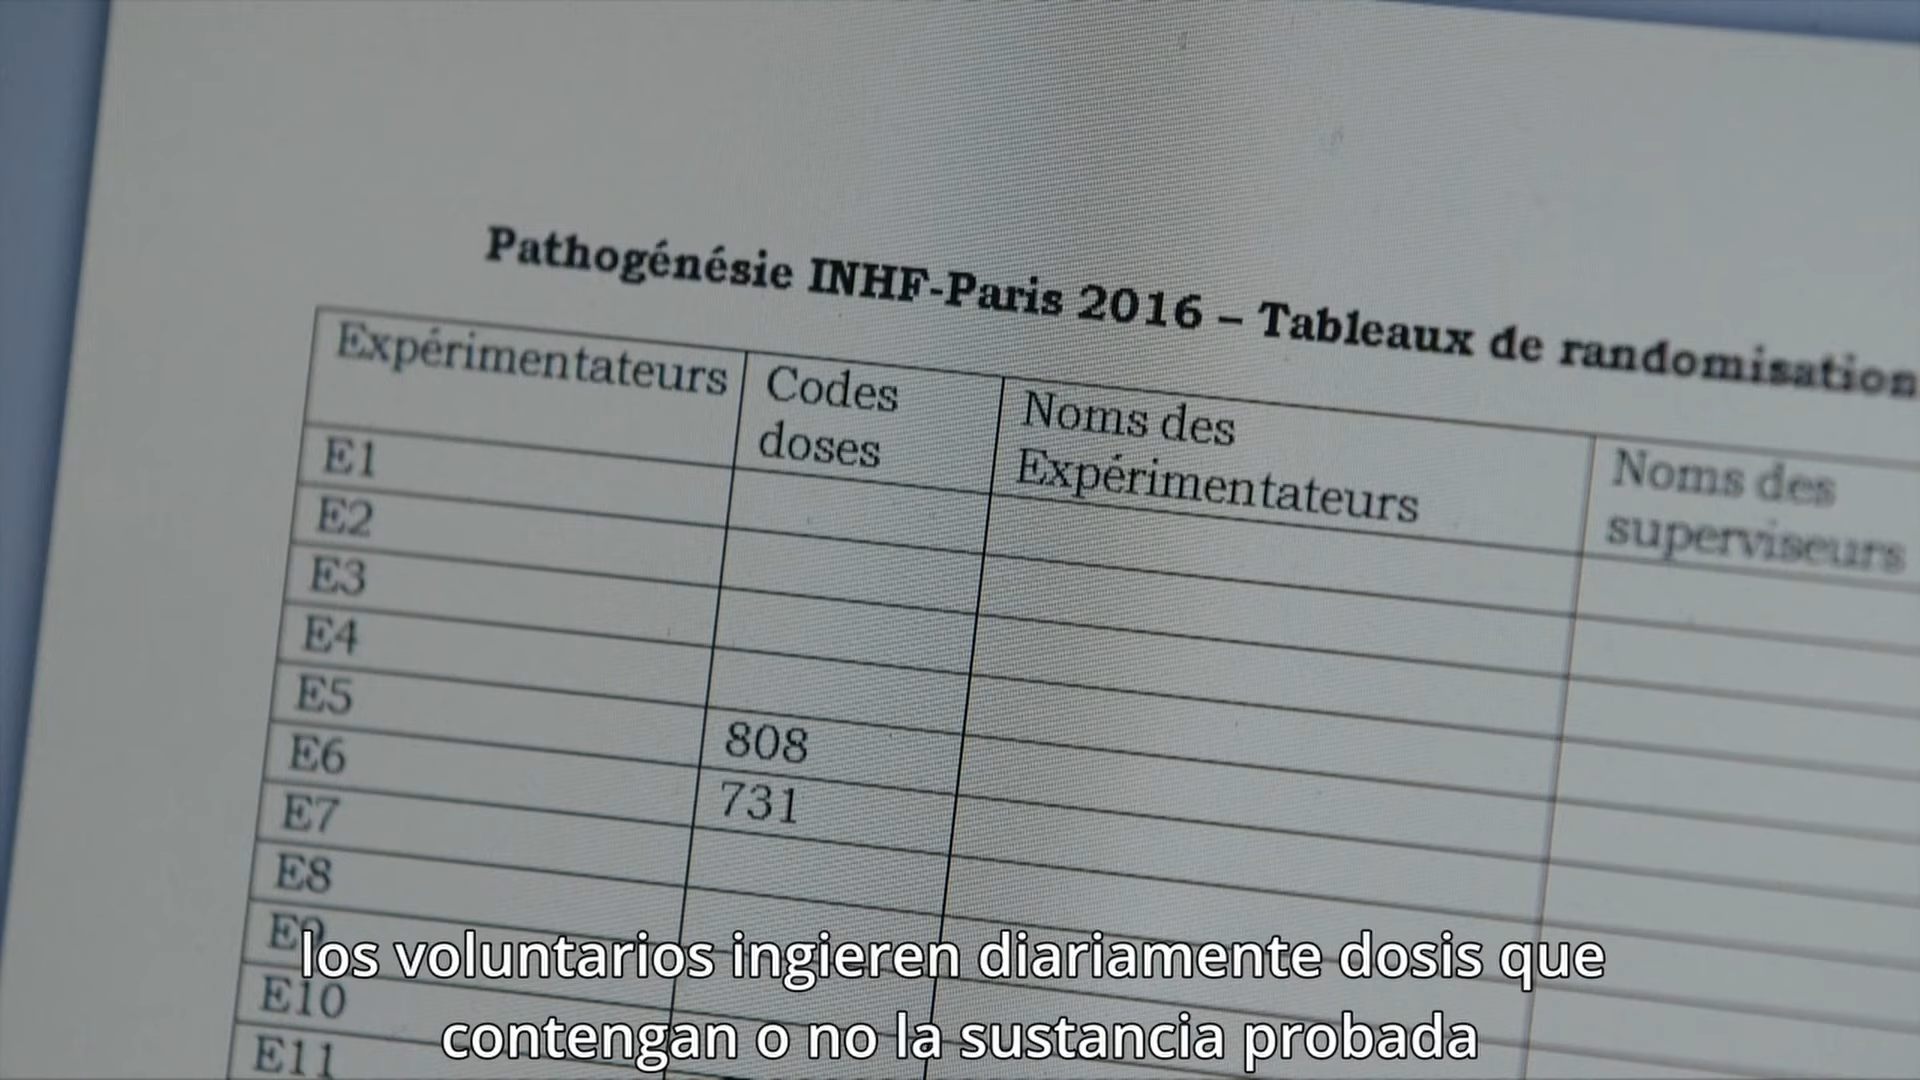 Pathogénésie INHF-Paris 2016 – Tableaux de randomisation
Expérimentateurs
Codes
doses
Noms des
Expérimentateurs
Noms des
superviseurs
E1
E2
E3
E4
E5
E6 808
E7 731
E8
E9
E10
E11
los voluntarios ingieren diariamente dosis que
contengan o no la sustancia probada